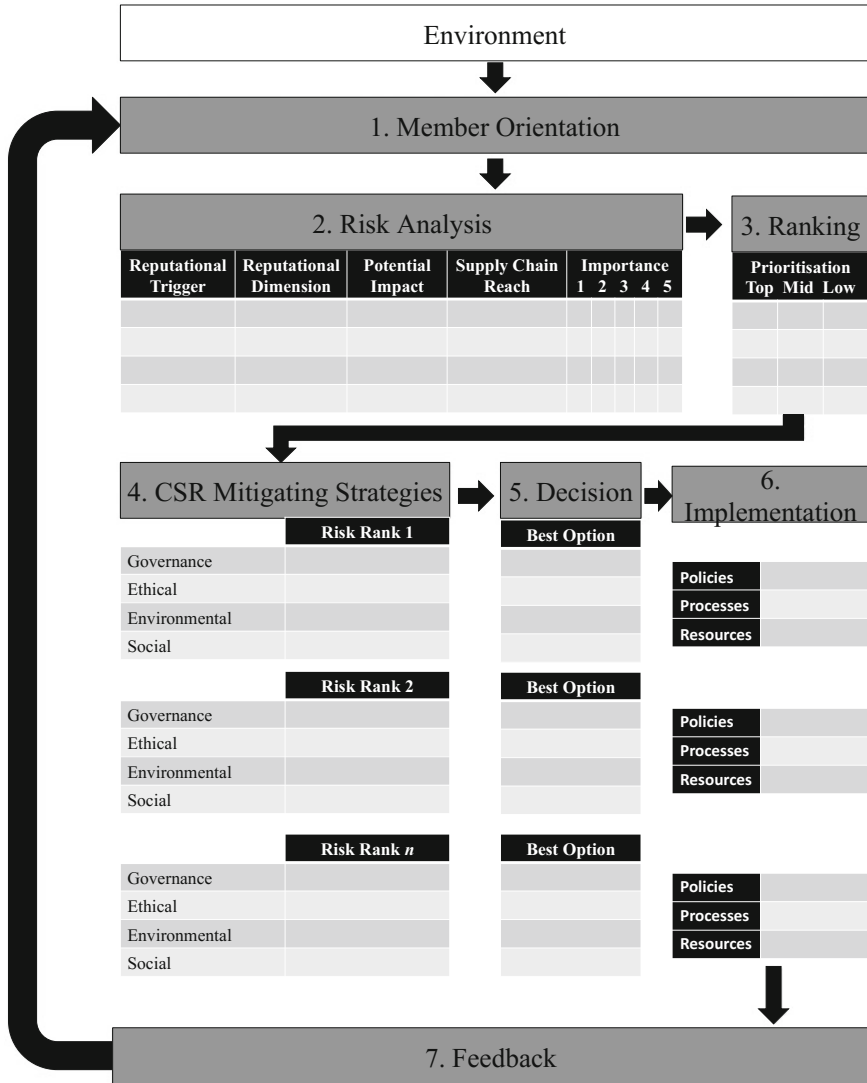 Environment
1. Member Orientation
2. Risk Analysis
3. Ranking
Reputational Trigger
Reputational Dimension
Potential Impact
Supply Chain Reach
Importance
1 2 3 4 5
Prioritisation
Top Mid Low
4. CSR Mitigating Strategies
5. Decision
6.
Implementation
Risk Rank 1
Governance
Ethical
Environmental
Social
Best Option
Policies
Processes
Resources
Risk Rank 2
Governance
Ethical
Environmental
Social
Best Option
Policies
Processes
Resources
Risk Rank n
Governance
Ethical
Environmental
Social
Best Option
Policies
Processes
Resources
7. Feedback